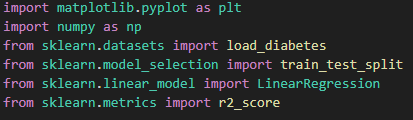 import matplotlib.pyplot as plt
import numpy as np
from sklearn.datasets import load_diabetes
from sklearn.model_selection import train_test_split
from sklearn.linear_model import LinearRegression
from sklearn.metrics import r2_score